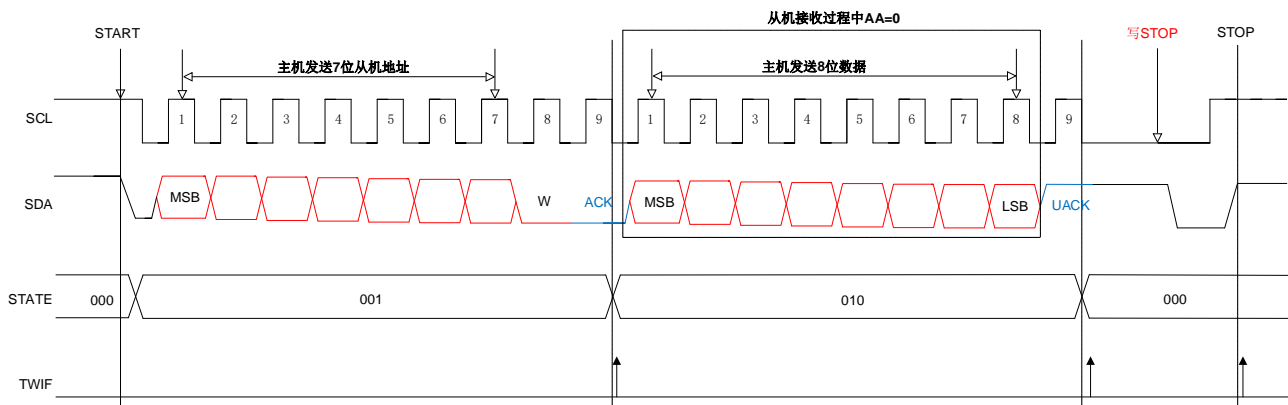 从机接收过程中AA=0
START
写STOP
STOP
主机发送7位从机地址
主机发送8位数据
SCL
1 2 3 4 5 6 7 8 9 1 2 3 4 5 6 7 8 9
SDA
MSB W ACK MSB LSB UACK
STATE
000 001 010 000
TWIF